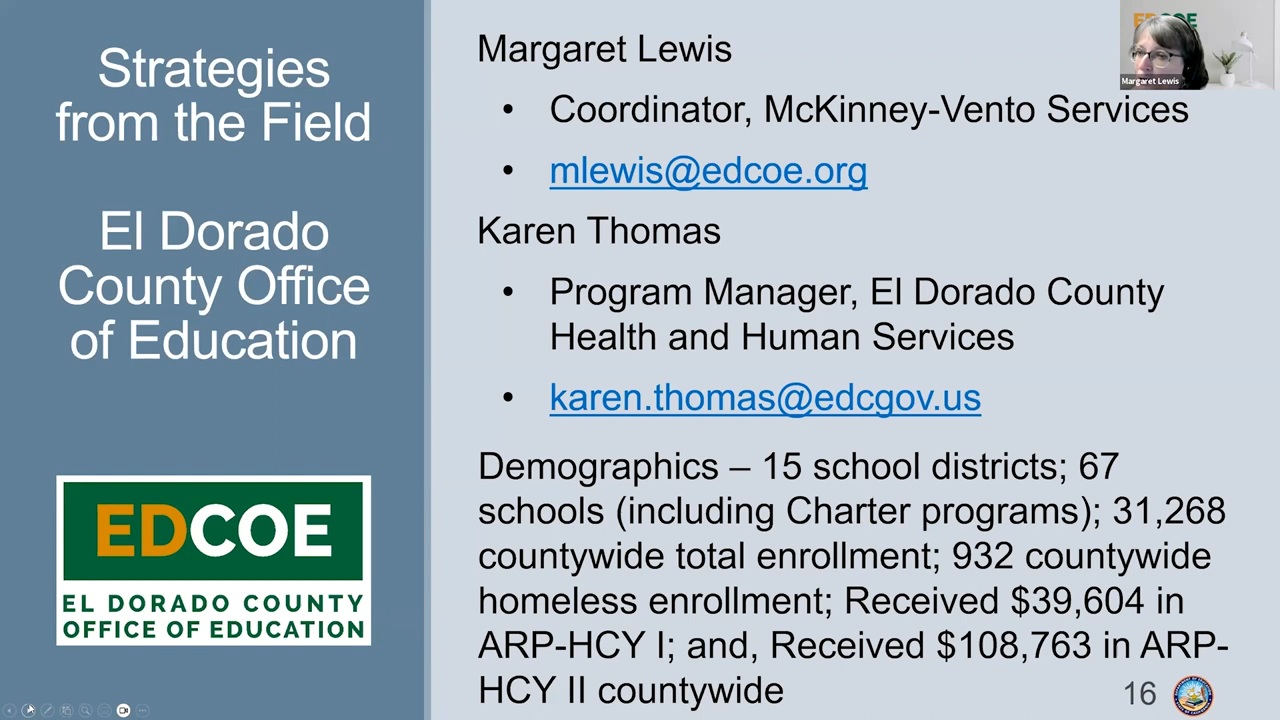 Strategies
from the Field
El Dorado
County Office
of Education
EDCOE
EL DORADO COUNTY
OFFICE OF EDUCATION
Margaret Lewis
• Coordinator, McKinney-Vento Services
• mlewis@edcoe.org
Karen Thomas
• Program Manager, El Dorado County
Health and Human Services
• karen.thomas@edcgov.us
Demographics – 15 school districts; 67
schools (including Charter programs); 31,268
countywide total enrollment; 932 countywide
homeless enrollment; Received $39,604 in
ARP-HCY I; and, Received $108,763 in ARP-
HCY II countywide
16
EDCOE
Margaret Lewis